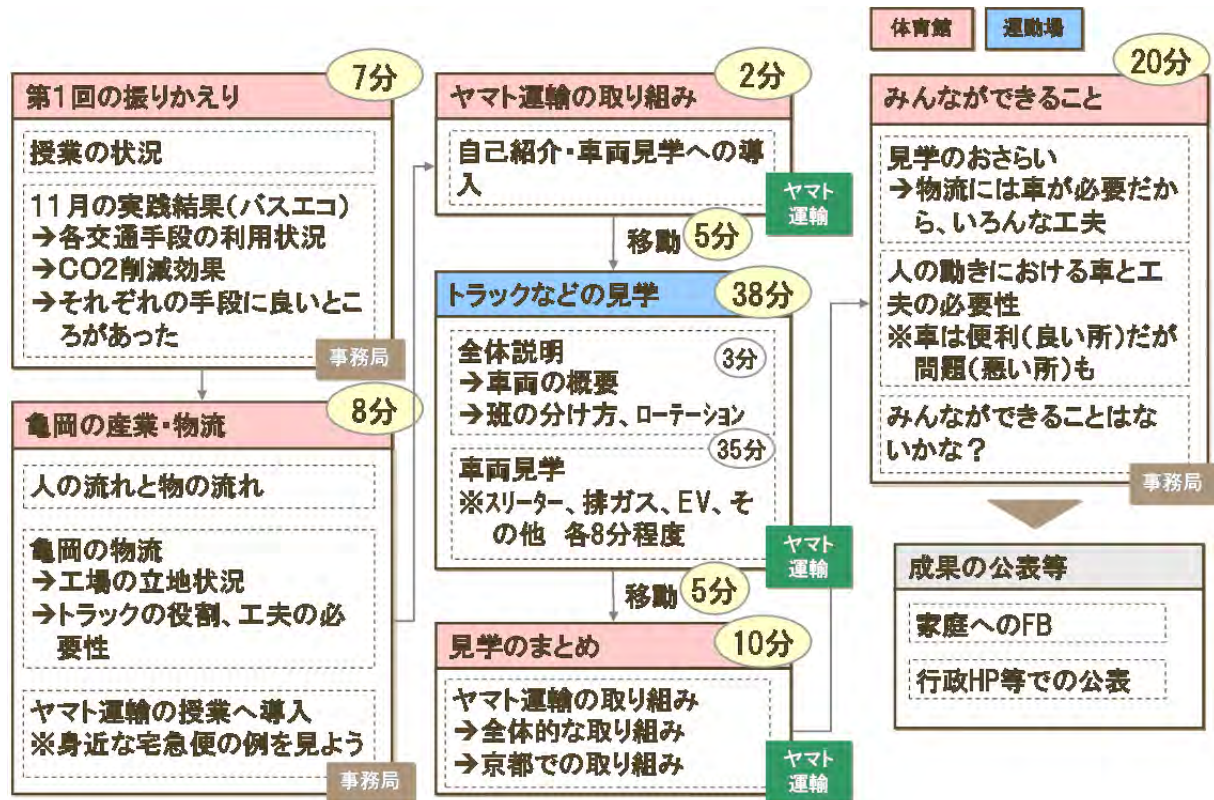 体育館
運動場
7分
第1回の振りかえり
授業の状況
11月の実践結果(バスエコ)
→各交通手段の利用状況
→CO2削減効果
→それぞれの手段に良いとこ
ろがあった
事務局
8分
亀岡の産業・物流
人の流れと物の流れ
亀岡の物流
→工場の立地状況
→トラックの役割、工夫の必
要性
ヤマト運輸の授業へ導入
※身近な宅急便の例を見よう
事務局
2分
ヤマト運輸の取り組み
自己紹介・車両見学への導
入
ヤマト
運輸
移動 5分
トラックなどの見学
38分
全体説明
3分
→車両の概要
→班の分け方、ローテーション
35分
車両見学
※スリーター、排ガス、EV、そ
の他 各8分程度
ヤマト
運輸
移動 5分
見学のまとめ
10分
ヤマト運輸の取り組み
→全体的な取り組み
→京都での取り組み
ヤマト
運輸
20分
みんなができること
見学のおさらい
→物流には車が必要だか
ら、いろんな工夫
人の動きにおける車と工
夫の必要性
※車は便利(良い所)だが
問題(悪い所)も
みんなができることはな
いかな?
事務局
成果の公表等
家庭へのFB
行政HP等での公表